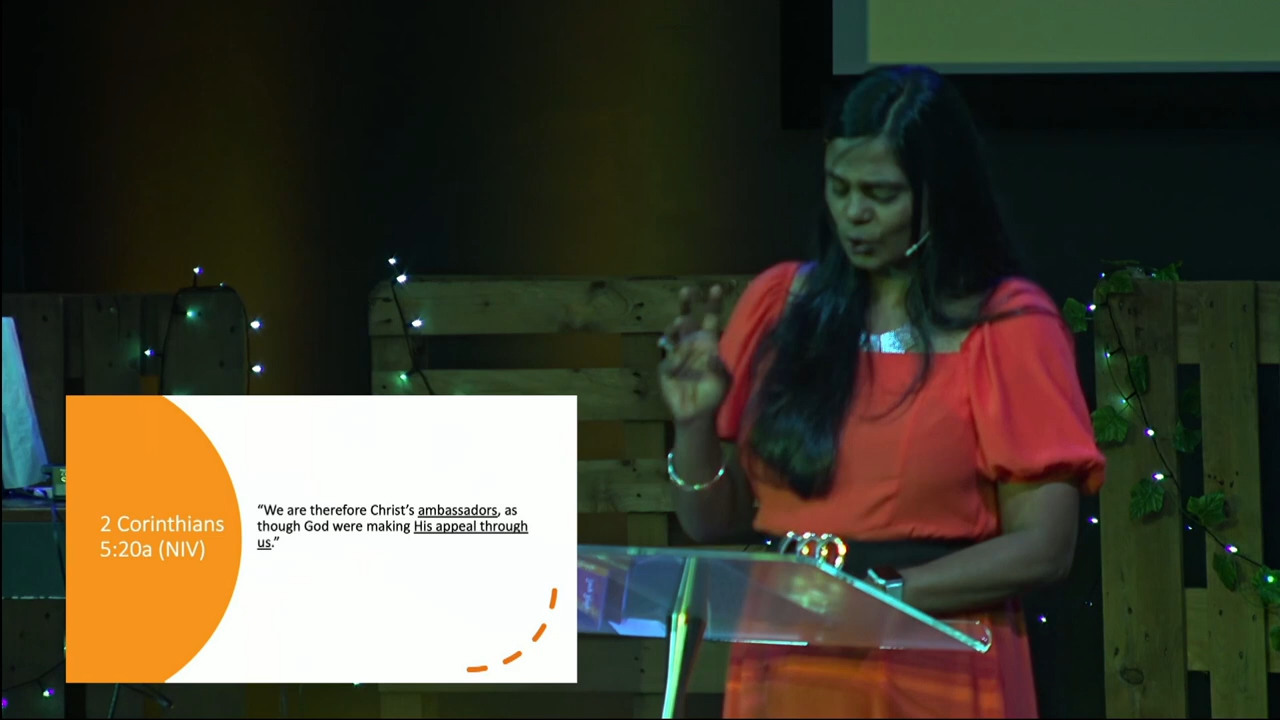 2 Corinthians
5:20a (NIV)
“We are therefore Christ’s ambassadors, as
though God were making His appeal through
us.”